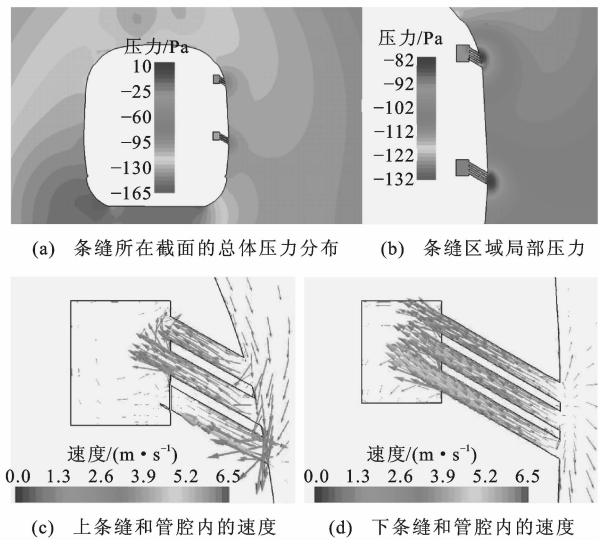 压力/Pa
10
−25
−60
−95
−130
−165
(a) 条缝所在截面的总体压力分布
压力/Pa
−82
−92
−102
−112
−122
−132
(b) 条缝区域局部压力
速度/(m·s⁻¹)
0.0 1.3 2.6 3.9 5.2 6.5
(c) 上条缝和管腔内的速度
速度/(m·s⁻¹)
0.0 1.3 2.6 3.9 5.2 6.5
(d) 下条缝和管腔内的速度